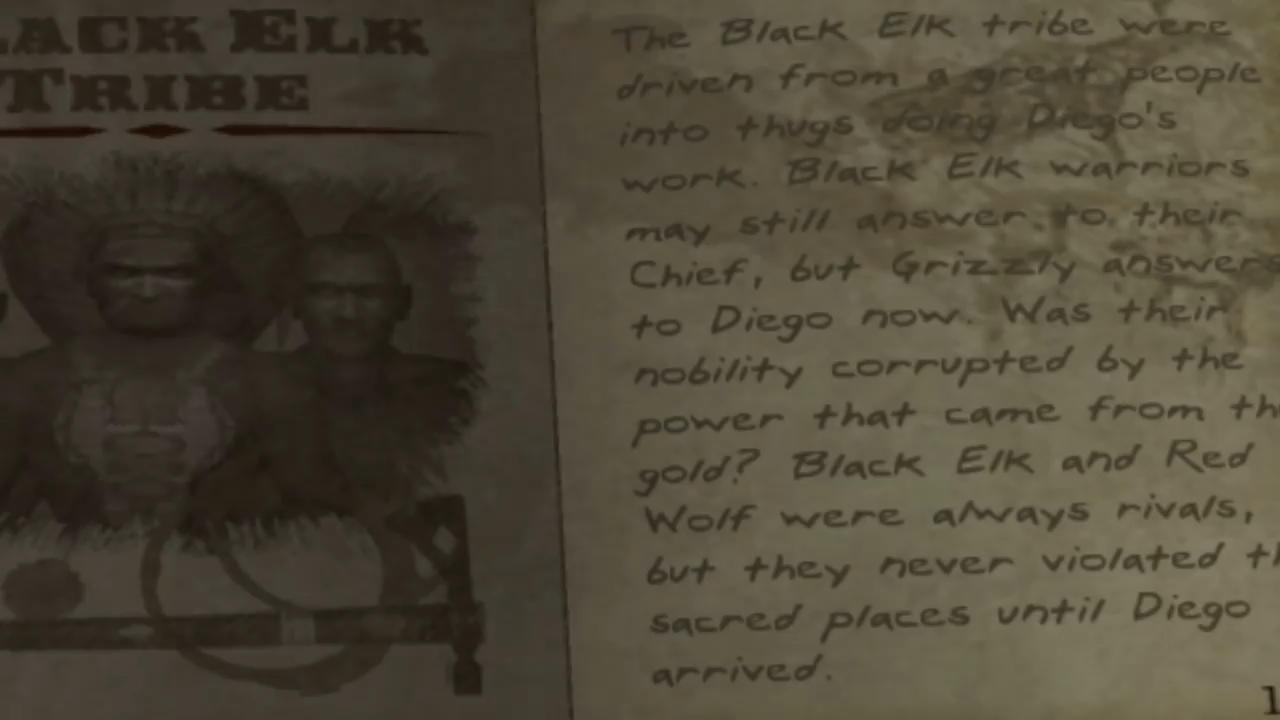 LACK ELK
TRIBE
The Black Elk tribe were
driven from a great people
into thugs doing Diego's
work. Black Elk warriors
may still answer to their
Chief, but Grizzly answers
to Diego now. Was their
nobility corrupted by the
power that came from th
gold? Black Elk and Red
Wolf were always rivals,
but they never violated th
sacred places until Diego
arrived.
1